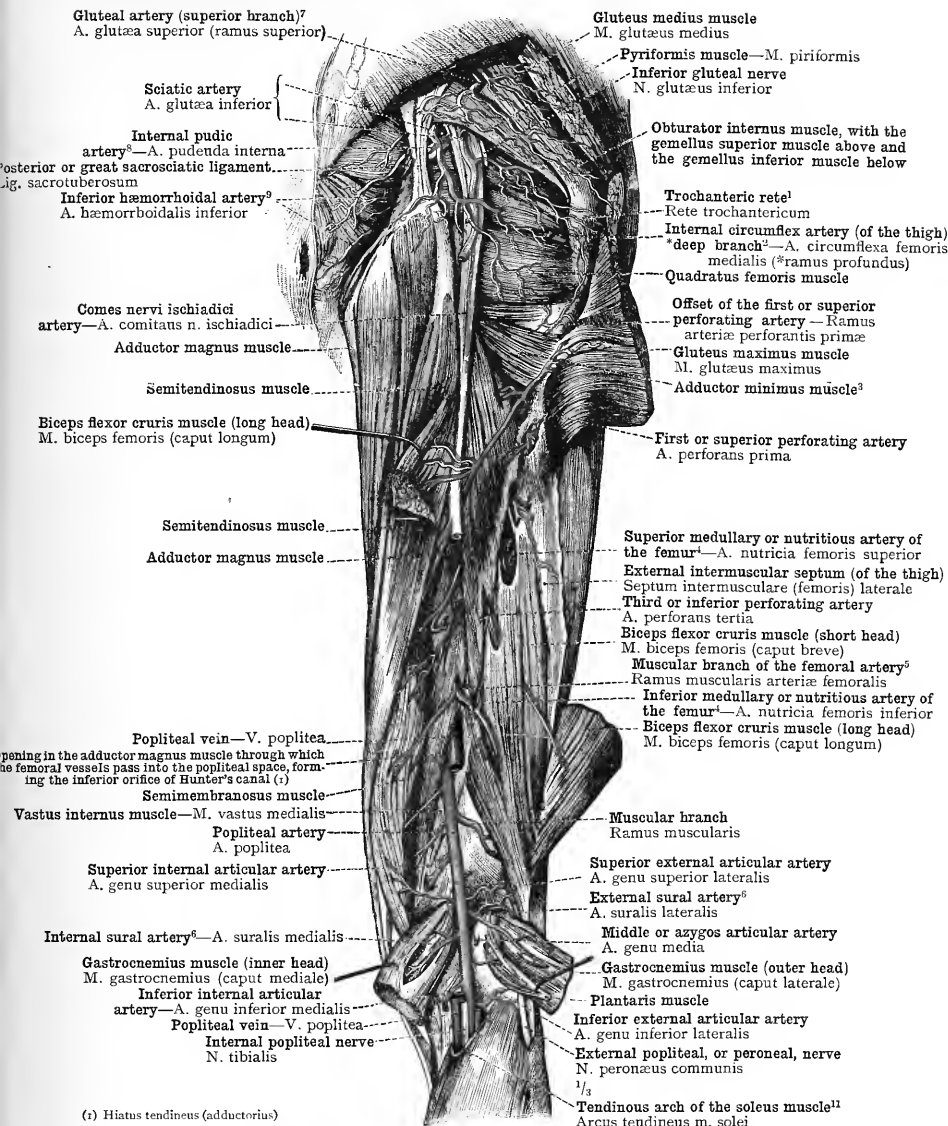 Gluteal artery (superior branch)⁷
A. glutæa superior (ramus superior)
Sciatic artery
A. glutæa inferior
Internal pudic
artery⁸—A. pudenda interna
osterior or great sacrosciatic ligament
ig. sacrotuberosum
Inferior hæmorrhoidal artery⁹
A. hæmorrboidalis inferior
Comes nervi ischiadici
artery—A. comitans n. ischiadici
Adductor magnus muscle
Semitendinosus muscle
Biceps flexor cruris muscle (long head)
M. biceps femoris (caput longum)
Semitendinosus muscle
Adductor magnus muscle
Popliteal vein—V. poplitea
pening in the adductor magnus muscle through which
he femoral vessels pass into the popliteal space, form-
ing the inferior orifice of Hunter's canal (1)
Semimembranosus muscle
Vastus internus muscle—M. vastus medialis
Popliteal artery
A. poplitea
Superior internal articular artery
A. genu superior medialis
Internal sural artery⁶—A. suralis medialis
Gastrocnemius muscle (inner head)
M. gastrocnemius (caput mediale)
Inferior internal articular
artery—A. genu inferior medialis
Popliteal vein—V. poplitea
Internal popliteal nerve
N. tibialis
(1) Hiatus tendineus (adductorius)
Gluteus medius muscle
M. glutæus medius
Pyriformis muscle—M. piriformis
Inferior gluteal nerve
N. glutæus inferior
Obturator internus muscle, with the
gemellus superior muscle above and
the gemellus inferior muscle below
Trochanteric rete¹
Rete trochantericum
Internal circumflex artery (of the thigh)
*deep branch²—A. circumflexa femoris
medialis (*ramus profundus)
Quadratus femoris muscle
Offset of the first or superior
perforating artery — Ramus
arteriæ perforantis primæ
Gluteus maximus muscle
M. glutæus maximus
Adductor minimus muscle³
First or superior perforating artery
A. perforans prima
Superior medullary or nutritious artery of
the femur⁴—A. nutricia femoris superior
External intermuscular septum (of the thigh)
Septum intermusculare (femoris) laterale
Third or inferior perforating artery
A. perforans tertia
Biceps flexor cruris muscle (short head)
M. biceps femoris (caput breve)
Muscular branch of the femoral artery⁵
Ramus muscularis arteriæ femoralis
Inferior medullary or nutritious artery of
the femur⁴—A. nutricia femoris inferior
Biceps flexor cruris muscle (long head)
M. biceps femoris (caput longum)
Muscular branch
Ramus muscularis
Superior external articular artery
A. genu superior lateralis
External sural artery⁶
A. suralis lateralis
Middle or azygos articular artery
A. genu media
Gastrocnemius muscle (outer head)
M. gastrocnemius (caput laterale)
Plantaris muscle
Inferior external articular artery
A. genu inferior lateralis
External popliteal, or peroneal, nerve
N. peronæus communis
1/3
Tendinous arch of the soleus muscle¹¹
Arcus tendineus m. solei